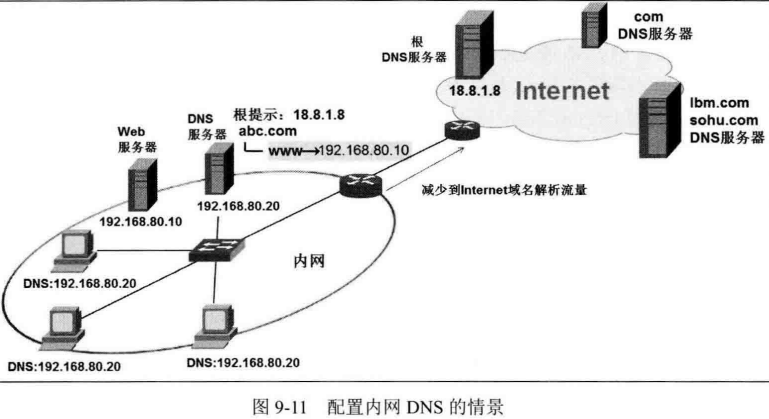 com
DNS服务器
根
DNS服务器
18.8.1.8
Internet
lbm.com
sohu.com
DNS服务器
根提示：18.8.1.8
abc.com
www→192.168.80.10
DNS
服务器
Web
服务器
减少到Internet域名解析流量
192.168.80.20
192.168.80.10
内网
DNS:192.168.80.20
DNS:192.168.80.20
DNS:192.168.80.20
图 9-11 配置内网 DNS 的情景